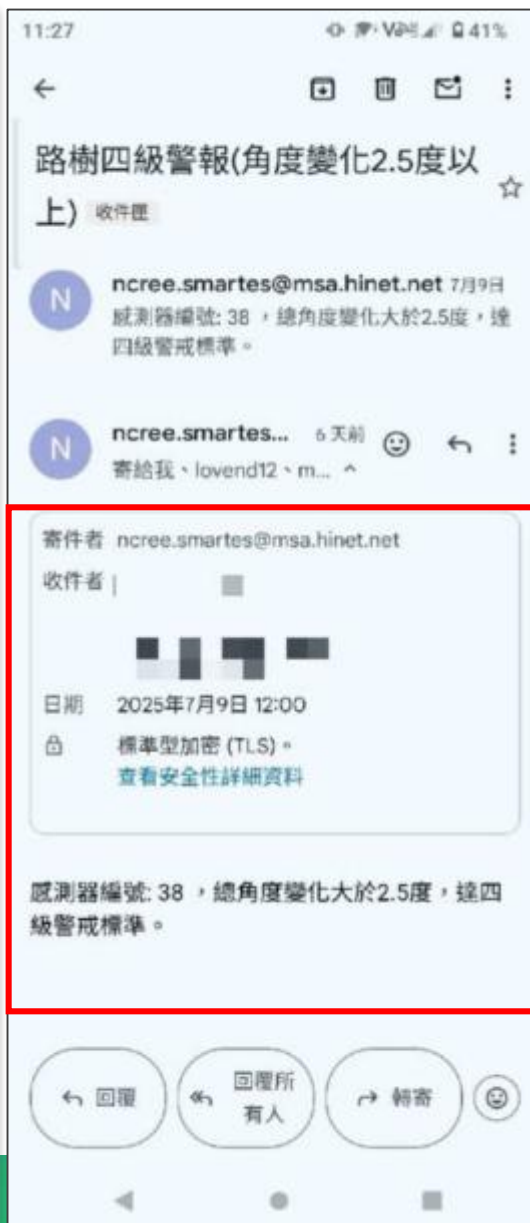 11:27
41%
路樹四級警報(角度變化2.5度以
上) 收件匣
N
ncree.smartes@msa.hinet.net 7月9日
感測器編號: 38 ，總角度變化大於2.5度，達
四級警戒標準。
N
ncree.smartes... 6 天前
寄給我、lovend12、m...
寄件者 ncree.smartes@msa.hinet.net
收件者
日期 2025年7月9日 12:00
標準型加密 (TLS)。
查看安全性詳細資料
感測器編號: 38 ，總角度變化大於2.5度，達四
級警戒標準。
回覆
回覆所
有人
轉寄